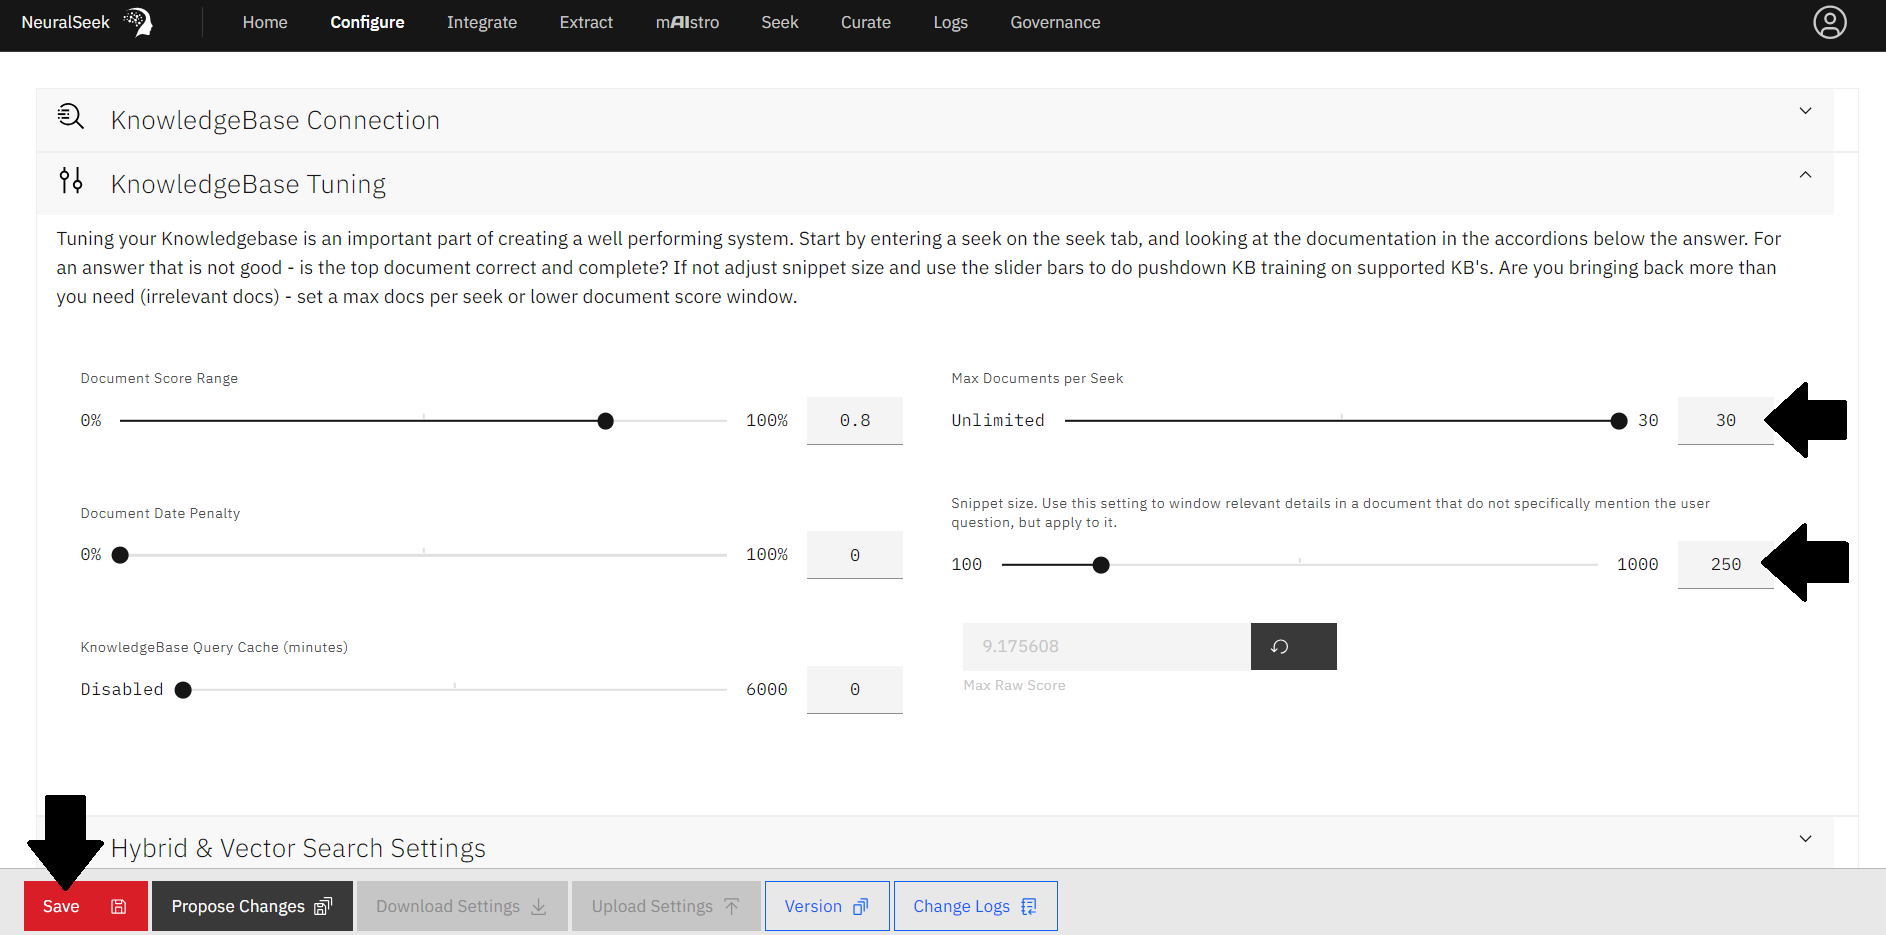 NeuralSeek
Home
Configure
Integrate
Extract
mAIstro
Seek
Curate
Logs
Governance
KnowledgeBase Connection
KnowledgeBase Tuning
Tuning your Knowledgebase is an important part of creating a well performing system. Start by entering a seek on the seek tab, and looking at the documentation in the accordions below the answer. For
an answer that is not good - is the top document correct and complete? If not adjust snippet size and use the slider bars to do pushdown KB training on supported KB's. Are you bringing back more than
you need (irrelevant docs) - set a max docs per seek or lower document score window.
Document Score Range
0%
100%
0.8
Document Date Penalty
0%
100%
0
KnowledgeBase Query Cache (minutes)
Disabled
6000
0
Max Documents per Seek
Unlimited
30
30
Snippet size. Use this setting to window relevant details in a document that do not specifically mention the user
question, but apply to it.
100
1000
250
9.175608
Max Raw Score
Hybrid & Vector Search Settings
Save
Propose Changes
Download Settings
Upload Settings
Version
Change Logs